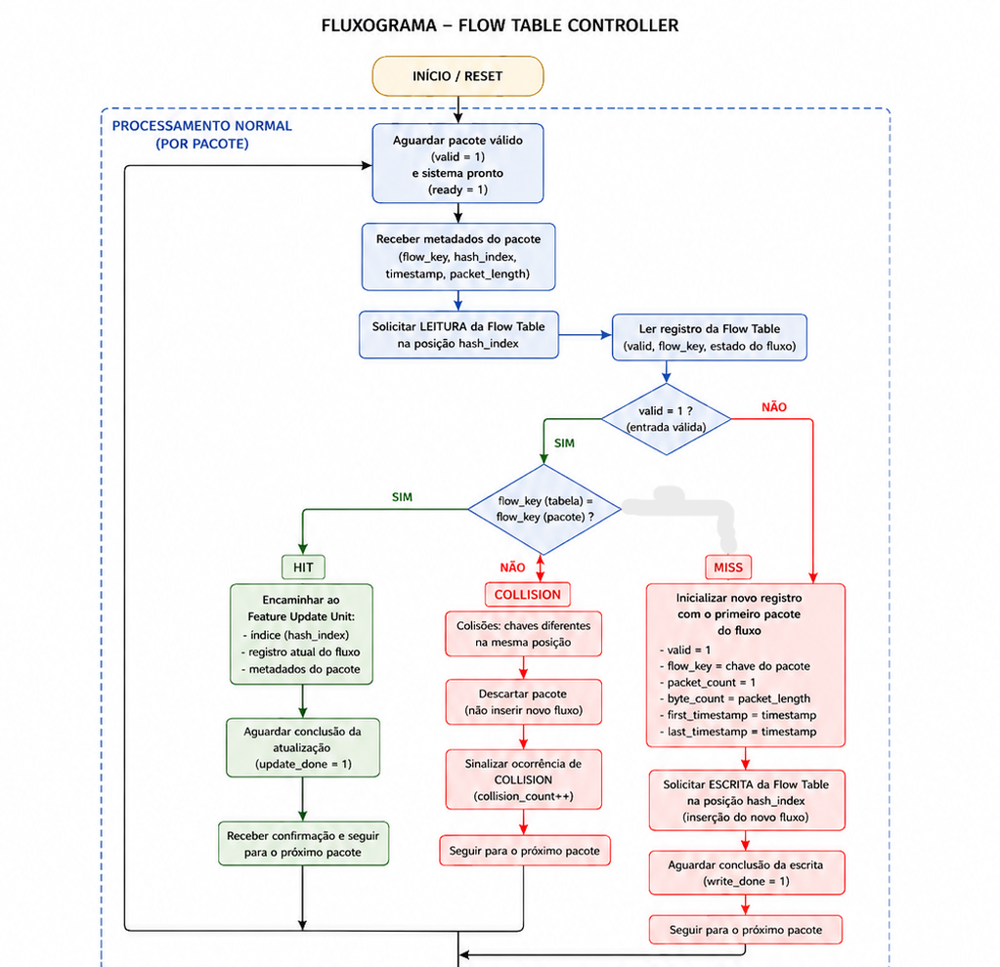 FLUXOGRAMA – FLOW TABLE CONTROLLER
INÍCIO / RESET
PROCESSAMENTO NORMAL
(POR PACOTE)
Aguardar pacote válido
(valid = 1)
e sistema pronto
(ready = 1)
Receber metadados do pacote
(flow_key, hash_index,
timestamp, packet_length)
Solicitar LEITURA da Flow Table
na posição hash_index
Ler registro da Flow Table
(valid, flow_key, estado do fluxo)
valid = 1 ?
(entrada válida)
NÃO
SIM
flow_key (tabela) =
flow_key (pacote) ?
SIM
HIT
Encaminhar ao
Feature Update Unit:
- índice (hash_index)
- registro atual do fluxo
- metadados do pacote
Aguardar conclusão da
atualização
(update_done = 1)
Receber confirmação e seguir
para o próximo pacote
NÃO
COLLISION
Colisões: chaves diferentes
na mesma posição
Descartar pacote
(não inserir novo fluxo)
Sinalizar ocorrência de
COLLISION
(collision_count++)
Seguir para o próximo pacote
MISS
Inicializar novo registro
com o primeiro pacote
do fluxo
- valid = 1
- flow_key = chave do pacote
- packet_count = 1
- byte_count = packet_length
- first_timestamp = timestamp
- last_timestamp = timestamp
Solicitar ESCRITA da Flow Table
na posição hash_index
(inserção do novo fluxo)
Aguardar conclusão da escrita
(write_done = 1)
Seguir para o próximo pacote